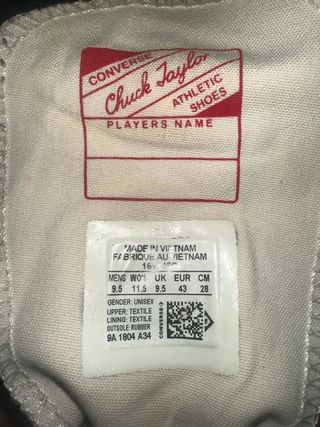 CONVERSE
Chuck Taylor
ATHLETIC
SHOES
PLAYERS NAME
MADE IN VIETNAM
FABRIQUE AU VIETNAM
MENS WO'S UK EUR CM
9.5 11.5 9.5 43 28
GENDER: UNISEX
UPPER: TEXTILE
LINING: TEXTILE
OUTSOLE: RUBBER
9A 1804 A34
CONVERSE